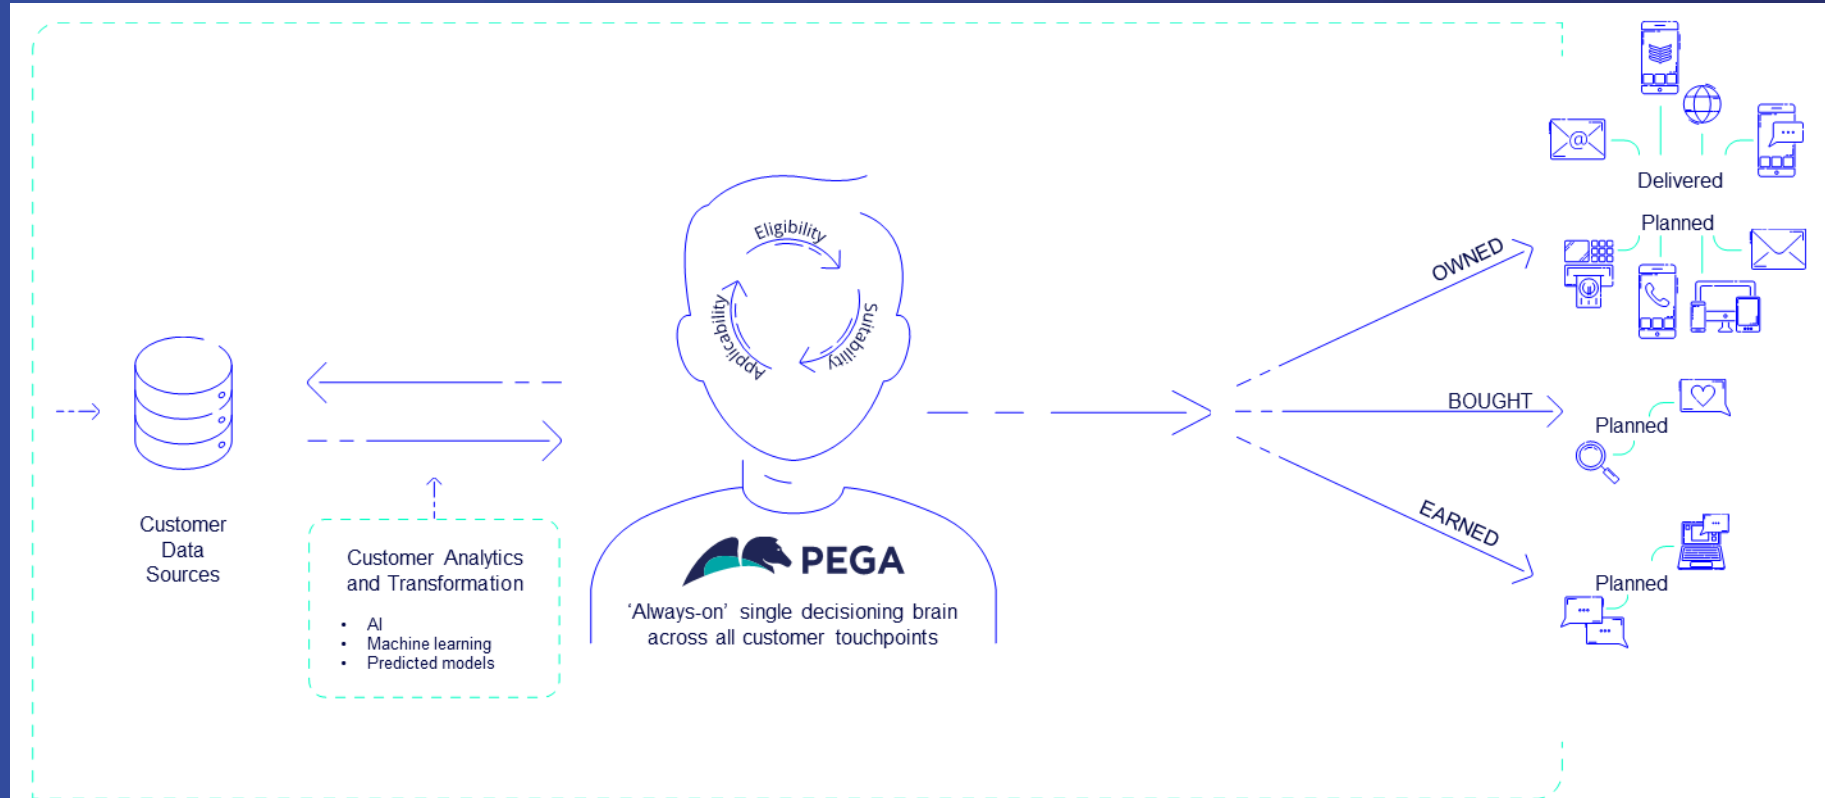 Customer
Data
Sources
Customer Analytics
and Transformation
• AI
• Machine learning
• Predicted models
Eligibility
Suitability
Applicability
PEGA
‘Always-on’ single decisioning brain
across all customer touchpoints
OWNED
BOUGHT
EARNED
@
Delivered
Planned
Planned
Planned